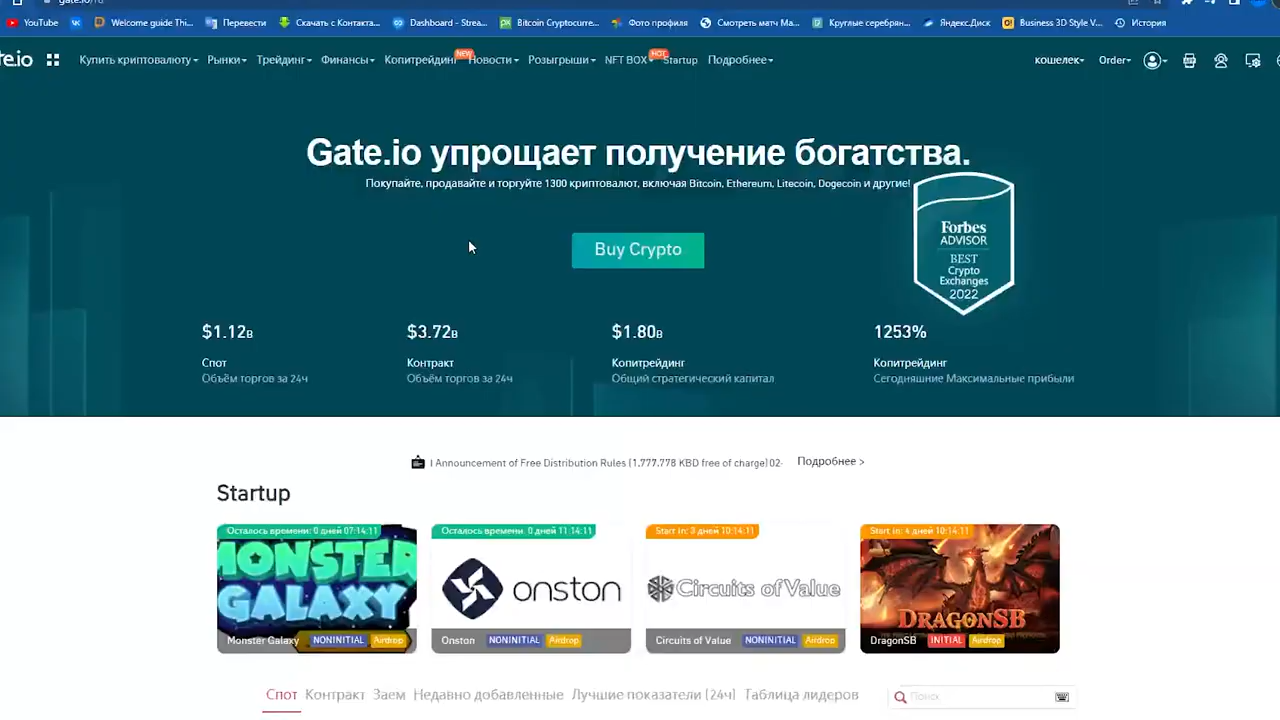 YouTube Welcome guide Thi... Перевести Скачать с Контакта... Dashboard - Strea... Bitcoin Cryptocurre... Фото профиля Смотреть матч Ма... Круглые серебрян... Яндекс.Диск Business 3D Style V... История
te.io Купить криптовалюту Рынки Трейдинг Финансы Копитрейдинг NEW Новости Розыгрыши NFT BOX HOT Startup Подробнее кошелек Order
Gate.io упрощает получение богатства.
Покупайте, продавайте и торгуйте 1300 криптовалют, включая Bitcoin, Ethereum, Litecoin, Dogecoin и другие!
Buy Crypto
Forbes
ADVISOR
BEST
Crypto
Exchanges
2022
$1.12B $3.72B $1.80B 1253%
Спот Контракт Копитрейдинг Копитрейдинг
Объём торгов за 24ч Объём торгов за 24ч Общий стратегический капитал Сегодняшние Максимальные прибыли
Announcement of Free Distribution Rules (1,777,778 KBD free of charge)02- Подробнее >
Startup
Осталось времени: 0 дней 07:14:11 Осталось времени: 0 дней 11:14:11 Start in: 3 дней 10:14:11 Start in: 4 дней 10:14:11
MONSTER
GALAXY
onston
Circuits of Value
DRAGONSB
Monster Galaxy NONINITIAL Airdrop Onston NONINITIAL Airdrop Circuits of Value NONINITIAL Airdrop DragonSB INITIAL Airdrop
Спот Контракт Заем Недавно добавленные Лучшие показатели (24ч) Таблица лидеров Поиск